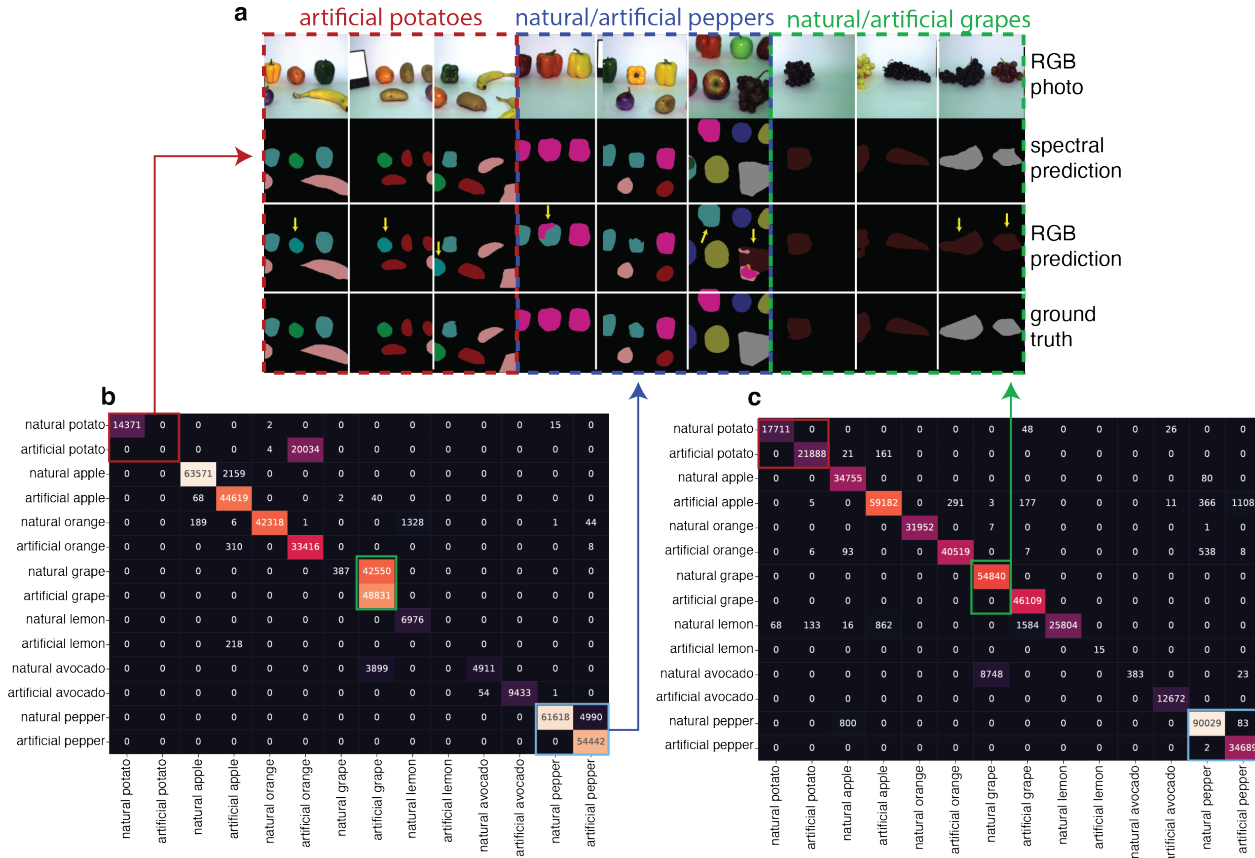 a
artificial potatoes
natural/artificial peppers
natural/artificial grapes
RGB
photo
spectral
prediction
RGB
prediction
ground
truth
b
natural potato 14371 0 0 0 2 0 0 0 0 0 0 0 15 0
artificial potato 0 0 0 0 4 20034 0 0 0 0 0 0 0 0
natural apple 0 0 63571 2159 0 0 0 0 0 0 0 0 0 0
artificial apple 0 0 68 44619 0 0 2 40 0 0 0 0 0 0
natural orange 0 0 189 6 42318 1 0 0 1328 0 0 0 1 44
artificial orange 0 0 0 310 0 33416 0 0 0 0 0 0 0 8
natural grape 0 0 0 0 0 0 387 42550 0 0 0 0 0 0
artificial grape 0 0 0 0 0 0 0 48831 0 0 0 0 0 0
natural lemon 0 0 0 0 0 0 0 0 6976 0 0 0 0 0
artificial lemon 0 0 0 218 0 0 0 0 0 0 0 0 0 0
natural avocado 0 0 0 0 0 0 0 3899 0 0 4911 0 0 0
artificial avocado 0 0 0 0 0 0 0 0 0 0 54 9433 1 0
natural pepper 0 0 0 0 0 0 0 0 0 0 0 0 61618 4990
artificial pepper 0 0 0 0 0 0 0 0 0 0 0 0 0 54442
natural potato
artificial potato
natural apple
artificial apple
natural orange
artificial orange
natural grape
artificial grape
natural lemon
artificial lemon
natural avocado
artificial avocado
natural pepper
artificial pepper
c
natural potato 17711 0 0 0 0 0 0 48 0 0 0 26 0 0
artificial potato 0 21888 21 161 0 0 0 0 0 0 0 0 0 0
natural apple 0 0 34755 0 0 0 0 0 0 0 0 0 80 0
artificial apple 0 5 0 59182 0 291 3 177 0 0 0 11 366 1108
natural orange 0 0 0 0 31952 0 7 0 0 0 0 0 1 0
artificial orange 0 6 93 0 0 40519 0 7 0 0 0 0 538 8
natural grape 0 0 0 0 0 0 54840 0 0 0 0 0 0 0
artificial grape 0 0 0 0 0 0 0 46109 0 0 0 0 0 0
natural lemon 68 133 16 862 0 0 0 1584 25804 0 0 0 0 0
artificial lemon 0 0 0 0 0 0 0 0 0 15 0 0 0 0
natural avocado 0 0 0 0 0 0 8748 0 0 0 383 0 0 23
artificial avocado 0 0 0 0 0 0 0 0 0 0 0 12672 0 0
natural pepper 0 0 800 0 0 0 0 0 0 0 0 0 90029 83
artificial pepper 0 0 0 0 0 0 0 0 0 0 0 0 2 34689
natural potato
artificial potato
natural apple
artificial apple
natural orange
artificial orange
natural grape
artificial grape
natural lemon
artificial lemon
natural avocado
artificial avocado
natural pepper
artificial pepper